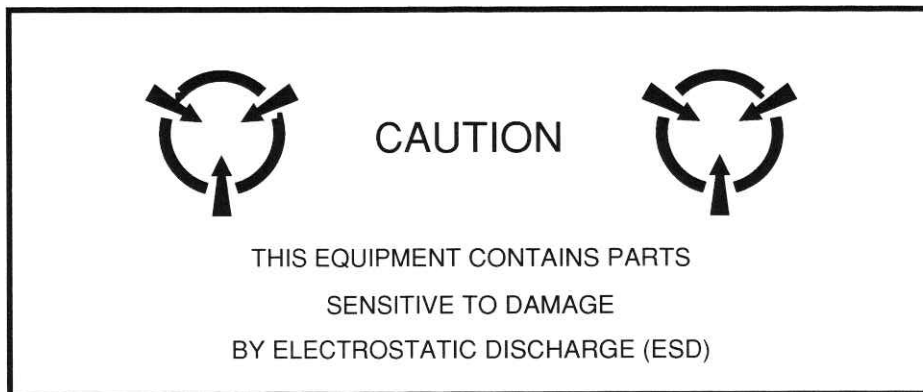 CAUTION
THIS EQUIPMENT CONTAINS PARTS
SENSITIVE TO DAMAGE
BY ELECTROSTATIC DISCHARGE (ESD)